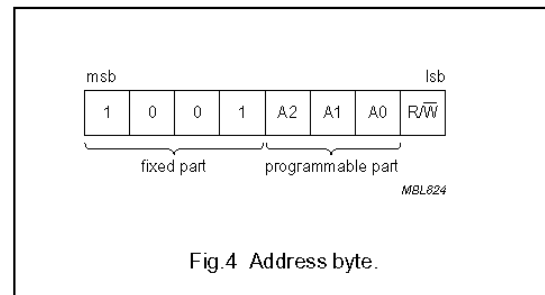 msb lsb
1 0 0 1 A2 A1 A0 R/W̅
fixed part programmable part
MBL824
Fig.4 Address byte.